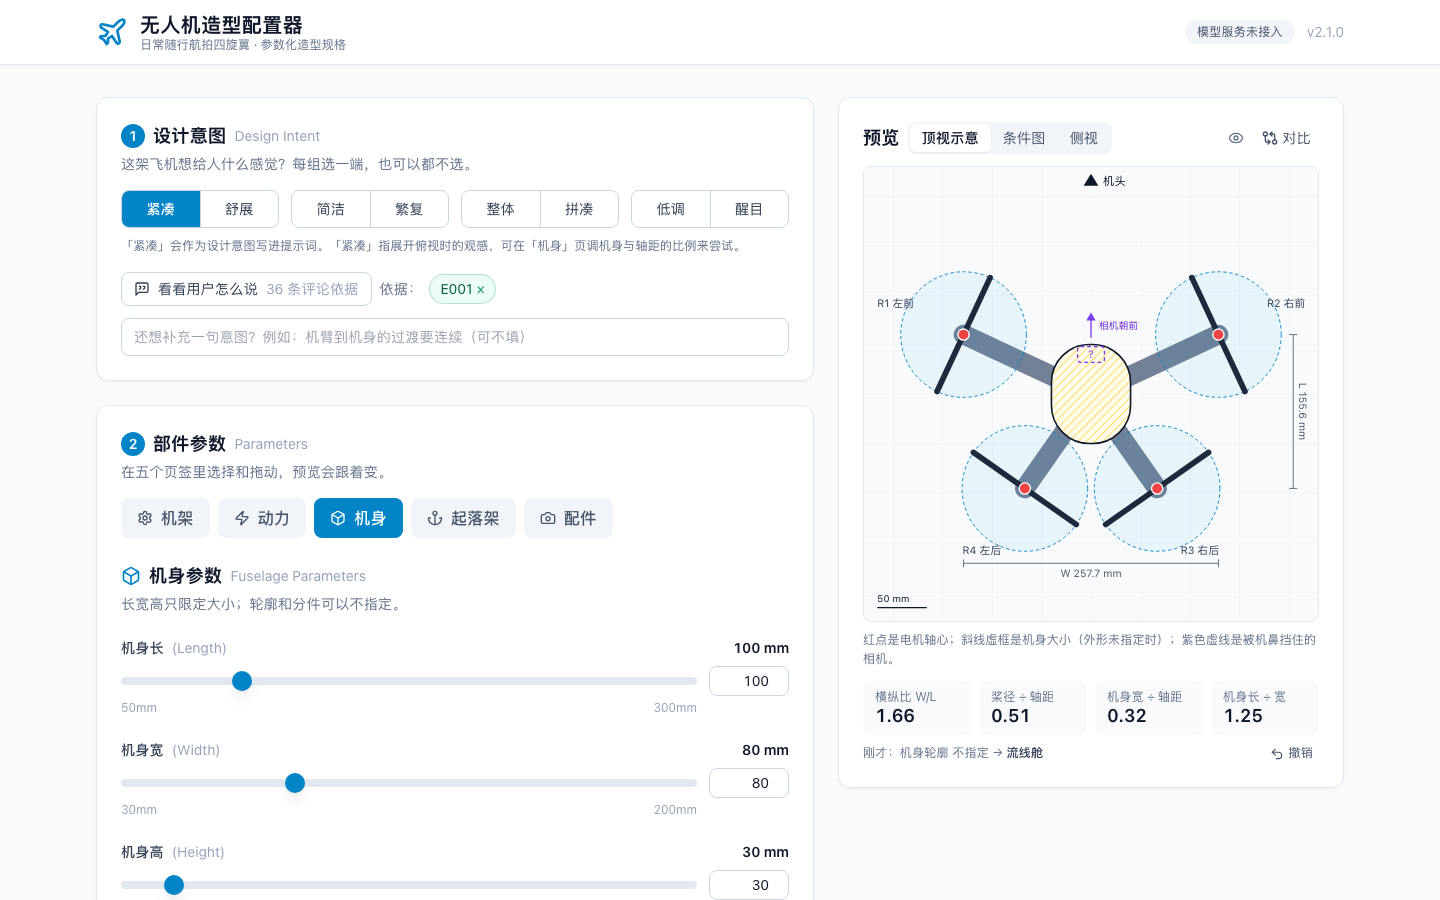 无人机造型配置器
日常随行航拍四旋翼 · 参数化造型规格
模型服务未接入 v2.1.0
1 设计意图 Design Intent
这架飞机想给人什么感觉？每组选一端，也可以都不选。
紧凑 舒展 简洁 繁复 整体 拼凑 低调 醒目
「紧凑」会作为设计意图写进提示词。「紧凑」指展开俯视时的观感，可在「机身」页调机身与轴距的比例来尝试。
看看用户怎么说 36 条评论依据 依据： E001 ×
还想补充一句意图？例如：机臂到机身的过渡要连续（可不填）
2 部件参数 Parameters
在五个页签里选择和拖动，预览会跟着变。
机架 动力 机身 起落架 配件
机身参数 Fuselage Parameters
长宽高只限定大小；轮廓和分件可以不指定。
机身长 (Length) 100 mm
100
50mm 300mm
机身宽 (Width) 80 mm
80
30mm 200mm
机身高 (Height) 30 mm
30
预览 顶视示意 条件图 侧视 对比
机头
R1 左前 R2 右前
相机朝前
?
L 155.6 mm
R4 左后 R3 右后
W 257.7 mm
50 mm
红点是电机轴心；斜线虚框是机身大小（外形未指定时）；紫色虚线是被机鼻挡住的
相机。
横纵比 W/L 桨径 ÷ 轴距 机身宽 ÷ 轴距 机身长 ÷ 宽
1.66 0.51 0.32 1.25
刚才：机身轮廓 不指定 → 流线舱 撤销